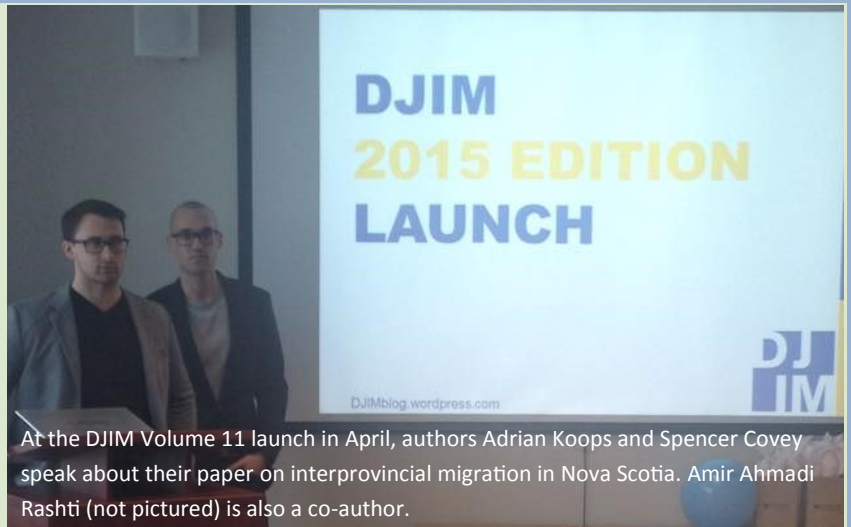 DJIM
2015 EDITION
LAUNCH
DJ
IM
DJIMblog.wordpress.com
At the DJIM Volume 11 launch in April, authors Adrian Koops and Spencer Covey
speak about their paper on interprovincial migration in Nova Scotia. Amir Ahmadi
Rashti (not pictured) is also a co-author.